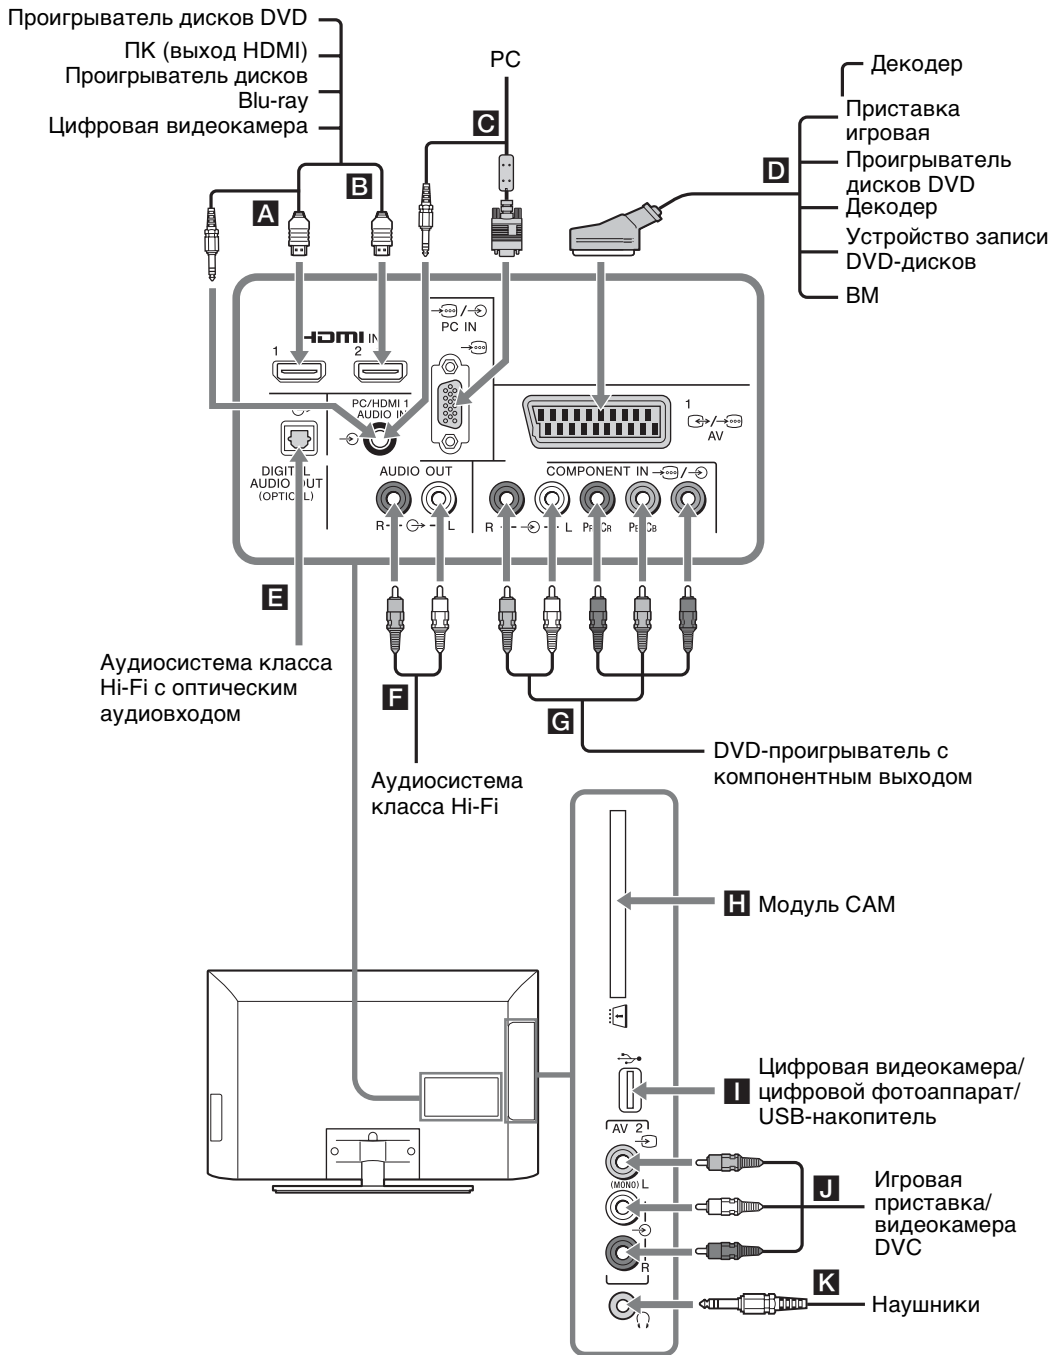 Проигрыватель дисков DVD
ПК (выход HDMI)
Проигрыватель дисков
Blu-ray
Цифровая видеокамера
PC
Декодер
Приставка
игровая
Проигрыватель
дисков DVD
Декодер
Устройство записи
DVD-дисков
ВМ
A
B
C
D
HDMI IN
1
2
PC IN
PC/HDMI 1
AUDIO IN
1
AV
DIGITAL
AUDIO OUT
(OPTICAL)
AUDIO OUT
R
L
COMPONENT IN
R
L
PR/CR
PB/CB
E
Аудиосистема класса
Hi-Fi с оптическим
аудиовходом
F
Аудиосистема
класса Hi-Fi
G
DVD-проигрыватель с
компонентным выходом
H Модуль CAM
I
Цифровая видеокамера/
цифровой фотоаппарат/
USB-накопитель
AV 2
(MONO) L
R
J
Игровая
приставка/
видеокамера
DVC
K
Наушники